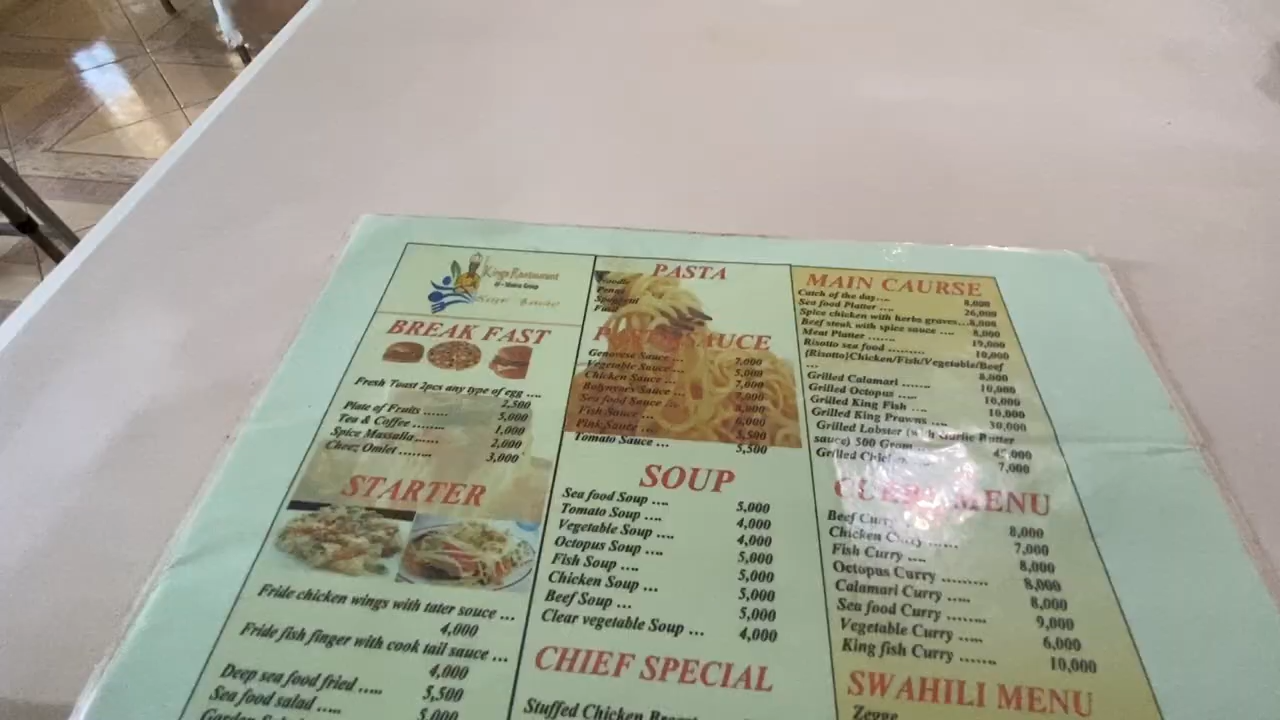 Kings Restaurant
BREAK FAST
Fresh Toast 2pcs any type of egg ....
2,500
Plate of Fruits ...... 5,000
Tea & Coffee ........ 1,000
Spice Massalla ...... 2,000
Cheez Omlet ........ 3,000
STARTER
Fride chicken wings with tater souce ...
4,000
Fride fish finger with cook tail sauce ...
4,000
Deep sea food fried ..... 5,500
Sea food salad ..... 5,000
PASTA
Penne
SAUCE
Genovese Sauce ... 7,000
Vegetable Sauce ... 5,000
Chicken Sauce ... 7,000
Sea food Sauce ... 8,000
Fish Sauce ... 6,000
Pink Sauce ... 5,500
Tomato Sauce ... 5,500
SOUP
Sea food Soup .... 5,000
Tomato Soup .... 4,000
Vegetable Soup .... 4,000
Octopus Soup .... 5,000
Fish Soup .... 5,000
Chicken Soup ... 5,000
Beef Soup ... 5,000
Clear vegetable Soup ... 4,000
CHIEF SPECIAL
Stuffed Chicken Breast
MAIN CAURSE
Catch of the day.... 8,000
Sea food Platter .... 26,000
Spice chicken with herbs graves...8,000
Beef steak with spice sauce .... 8,000
Meat Platter ....... 19,000
Risotto sea food ......... 10,000
(Risotto)Chicken/Fish/Vegetable/Beef
... 8,000
Grilled Calamari ....... 10,000
Grilled Octopus ..... 10,000
Grilled King Fish .... 10,000
Grilled King Prawns .... 30,000
Grilled Lobster (with Garlic Butter
sauce) 500 Gram ... 
Grilled Chicken 7,000
MENU
Beef Curry 8,000
Chicken Curry ...... 7,000
Fish Curry .... 8,000
Octopus Curry ......... 8,000
Calamari Curry ..... 8,000
Sea food Curry ....... 9,000
Vegetable Curry ..... 6,000
King fish Curry ....... 10,000
SWAHILI MENU
Zegge